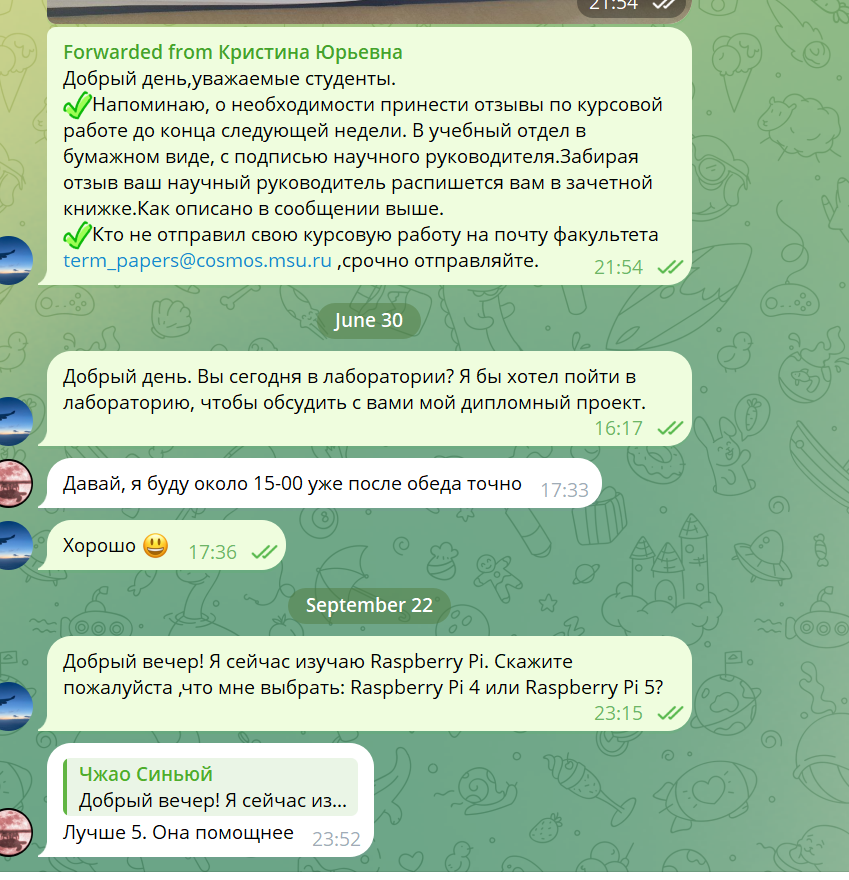 21:54
Forwarded from Кристина Юрьевна
Добрый день,уважаемые студенты.
Напоминаю, о необходимости принести отзывы по курсовой
работе до конца следующей недели. В учебный отдел в
бумажном виде, с подписью научного руководителя.Забирая
отзыв ваш научный руководитель распишется вам в зачетной
книжке.Как описано в сообщении выше.
Кто не отправил свою курсовую работу на почту факультета
term_papers@cosmos.msu.ru ,срочно отправляйте.
21:54
June 30
Добрый день. Вы сегодня в лаборатории? Я бы хотел пойти в
лабораторию, чтобы обсудить с вами мой дипломный проект.
16:17
Давай, я буду около 15-00 уже после обеда точно 17:33
Хорошо 😃 17:36
September 22
Добрый вечер! Я сейчас изучаю Raspberry Pi. Скажите
пожалуйста ,что мне выбрать: Raspberry Pi 4 или Raspberry Pi 5?
23:15
Чжао Синьюй
Добрый вечер! Я сейчас из...
Лучше 5. Она помощнее 23:52